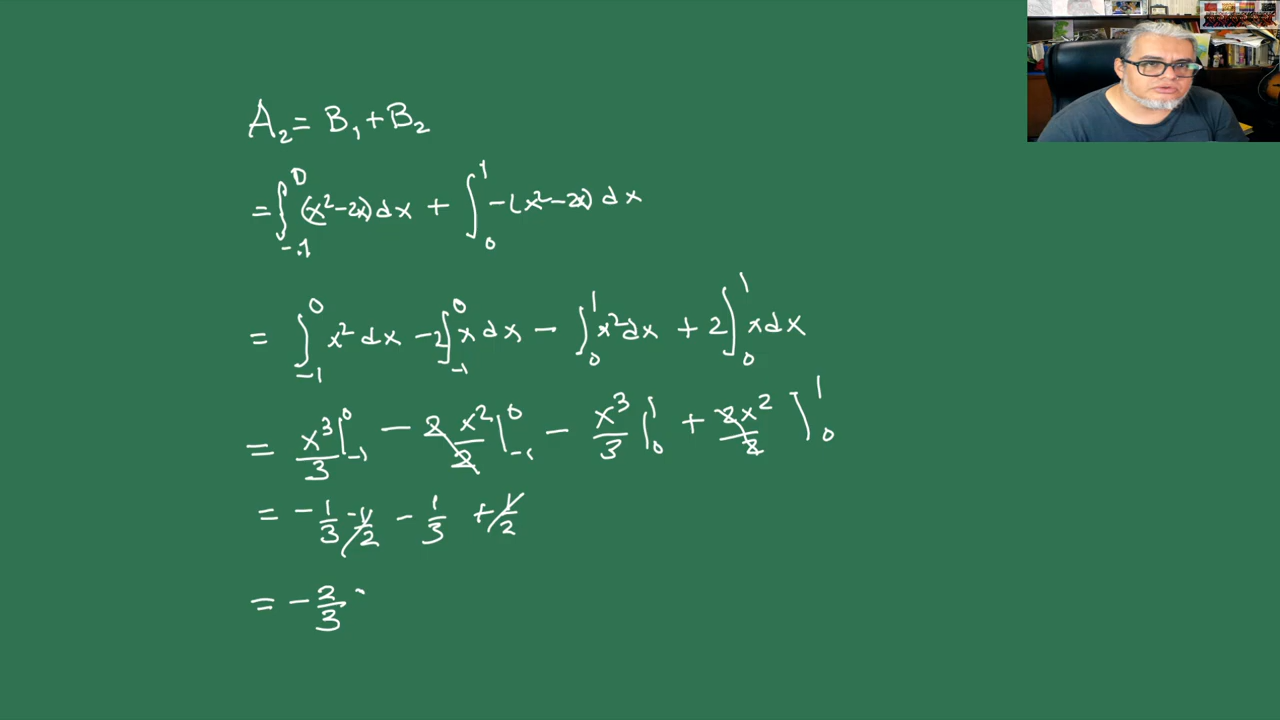 A₂ = B₁ + B₂
= ∫₋₁⁰ (x² - 2x) dx + ∫₀¹ -(x² - 2x) dx
= ∫₋₁⁰ x² dx - 2∫₋₁⁰ x dx - ∫₀¹ x² dx + 2∫₀¹ x dx
= x³/3 |₋₁⁰ - 2x²/2 |₋₁⁰ - x³/3 |₀¹ + 2x²/2 |₀¹
= -1/3 -1/2 - 1/3 + 1/2
= -2/3